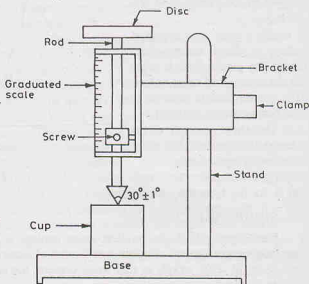 Disc
Rod
Bracket
Graduated
scale
Clamp
Screw
Stand
30°±1°
Cup
Base